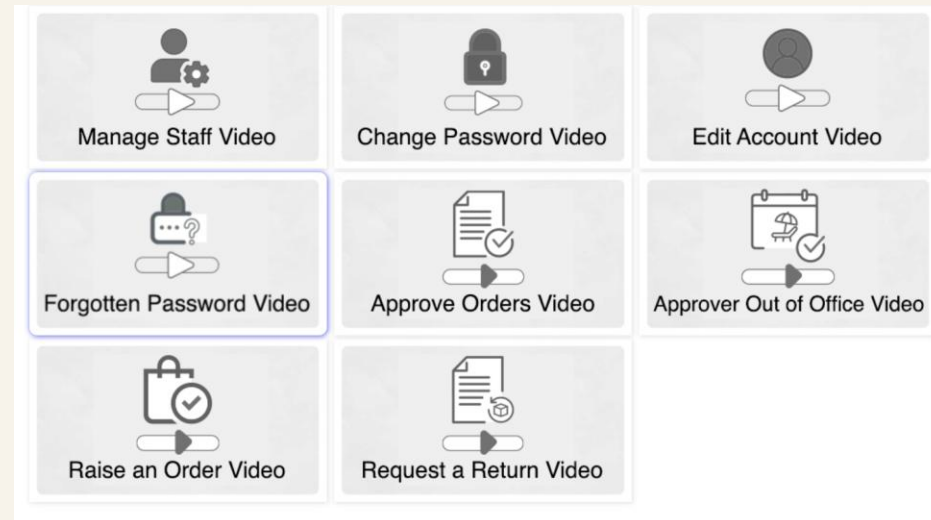 Manage Staff Video
Change Password Video
Edit Account Video
Forgotten Password Video
Approve Orders Video
Approver Out of Office Video
Raise an Order Video
Request a Return Video